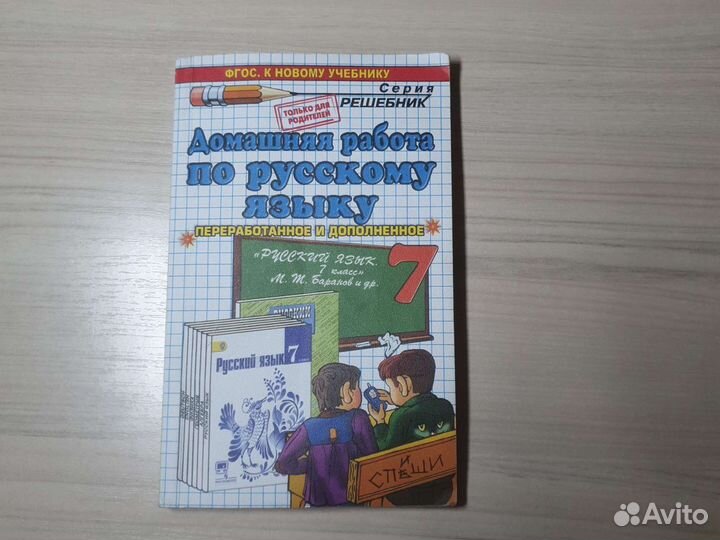 ФГОС. К НОВОМУ УЧЕБНИКУ
Серия
РЕШЕБНИК
ТОЛЬКО ДЛЯ
РОДИТЕЛЕЙ
Домашняя работа
по русскому
языку
ПЕРЕРАБОТАННОЕ И ДОПОЛНЕННОЕ
«РУССКИЙ ЯЗЫК.
7 класс»
М. Т. Баранов и др.
7
Русский язык 7
СПИШИ
Avito